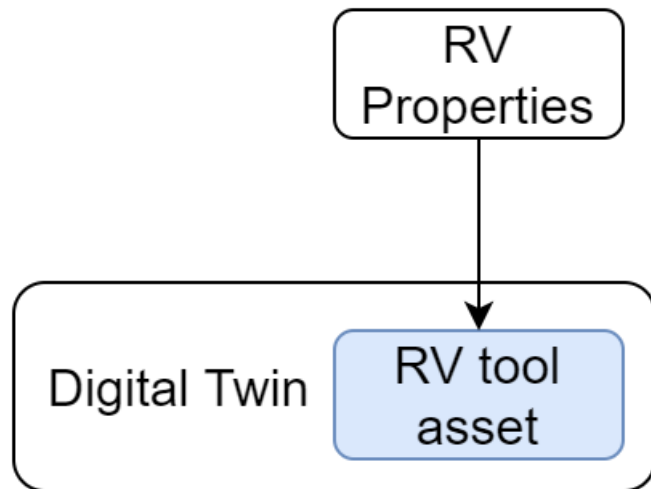 RV
Properties
Digital Twin
RV tool
asset